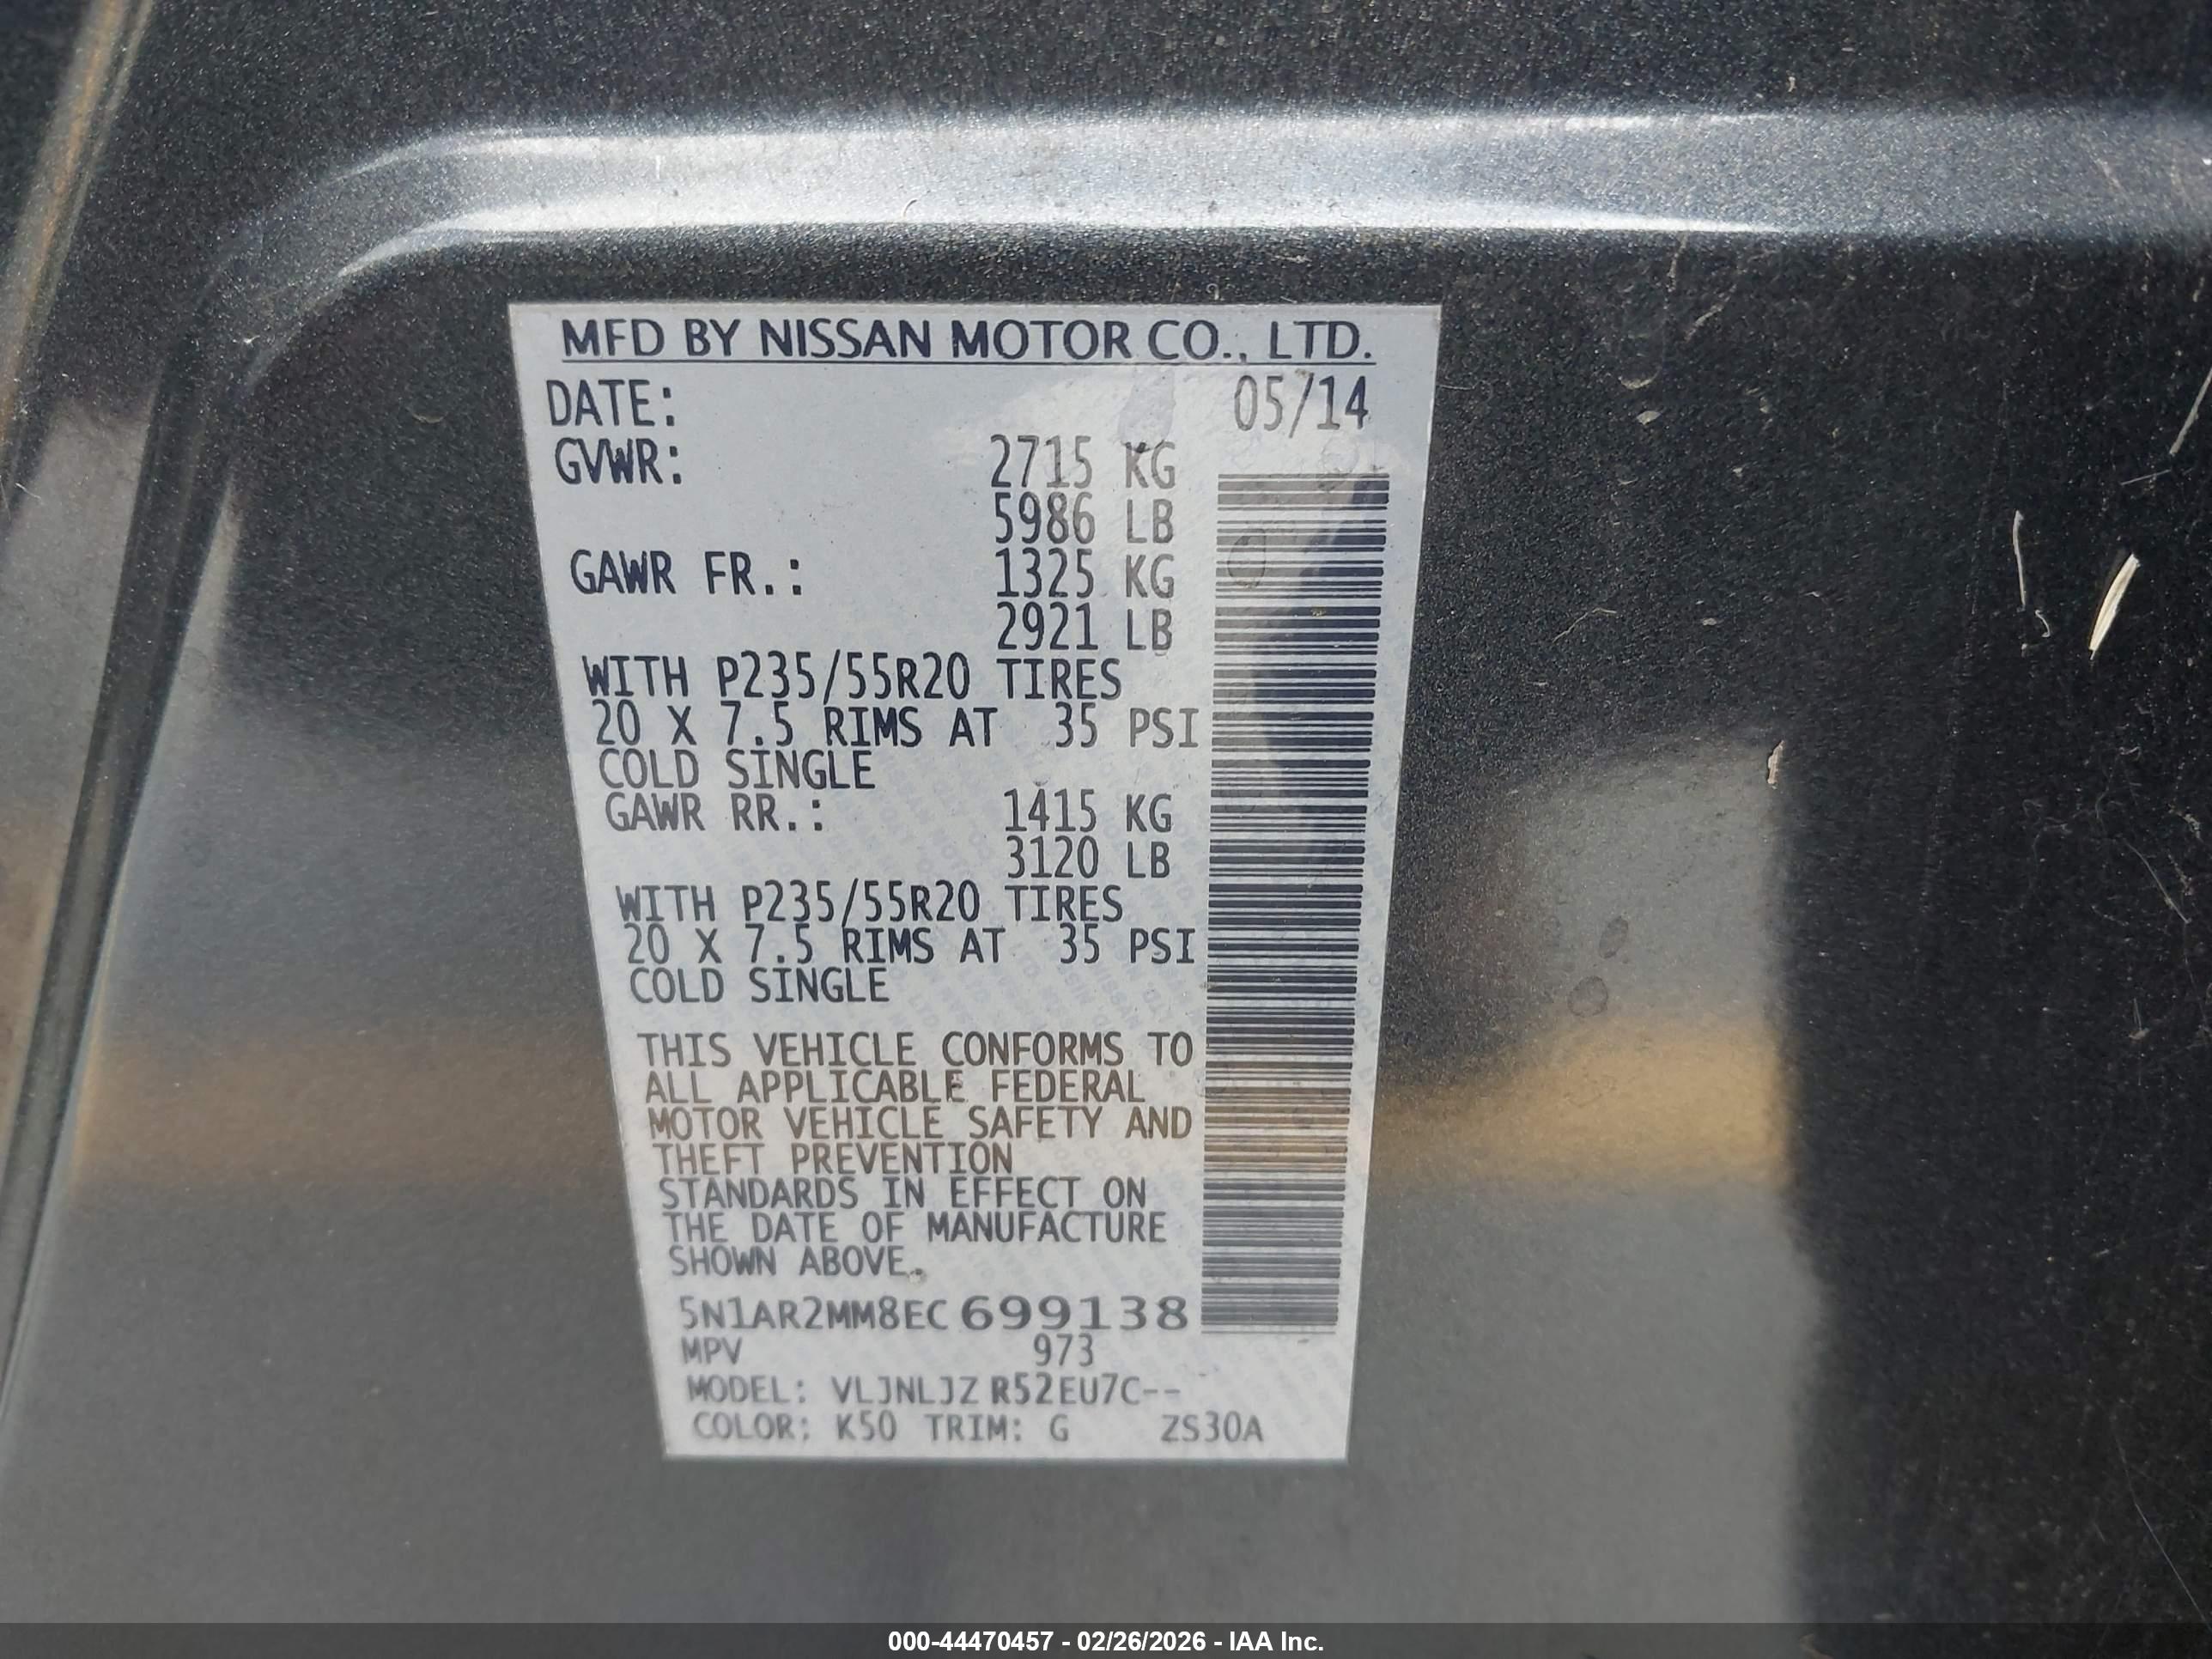 MFD BY NISSAN MOTOR CO., LTD.
DATE: 05/14
GVWR: 2715 KG
5986 LB
GAWR FR.: 1325 KG
2921 LB
WITH P235/55R20 TIRES
20 X 7.5 RIMS AT 35 PSI
COLD SINGLE
GAWR RR.: 1415 KG
3120 LB
WITH P235/55R20 TIRES
20 X 7.5 RIMS AT 35 PSI
COLD SINGLE
THIS VEHICLE CONFORMS TO
ALL APPLICABLE FEDERAL
MOTOR VEHICLE SAFETY AND
THEFT PREVENTION
STANDARDS IN EFFECT ON
THE DATE OF MANUFACTURE
SHOWN ABOVE.
5N1AR2MM8EC699138
MPV 973
MODEL: VLJNLJZ R52EU7C--
COLOR: K50 TRIM: G ZS30A
000-44470457 - 02/26/2026 - IAA Inc.